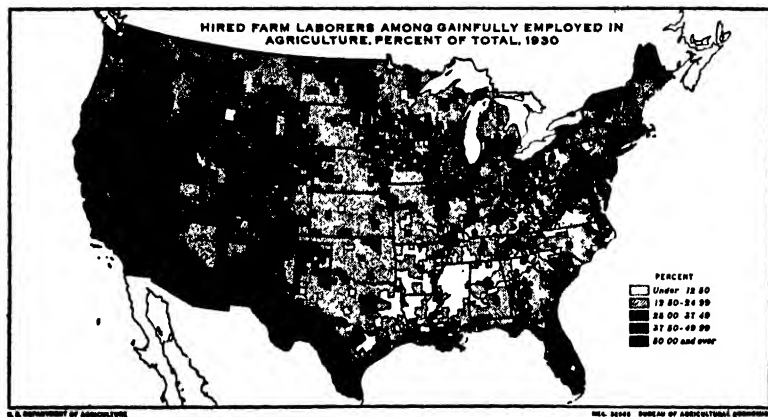 HIRED FARM LABORERS AMONG GAINFULLY EMPLOYED IN
AGRICULTURE, PERCENT OF TOTAL, 1930
PERCENT
Under 12.50
12.50-24.99
25.00-37.49
37.50-49.99
50.00 and over
U. S. DEPARTMENT OF AGRICULTURE
NEG. BUREAU OF AGRICULTURAL ECONOMICS